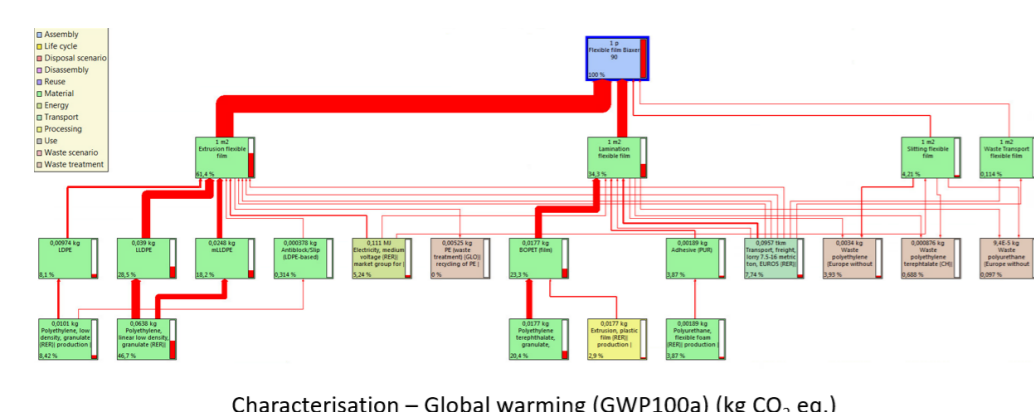 Assembly
Life cycle
Disposal scenario
Disassembly
Reuse
Material
Energy
Transport
Processing
Use
Waste scenario
Waste treatment
1 p
Flexible film Biaxer
90
100 %
1 m2
Extrusion flexible
film
61,4 %
1 m2
Lamination
flexible film
34,3 %
1 m2
Slitting flexible
film
4,21 %
1 m2
Waste Transport
flexible film
0,114 %
0,00974 kg
LDPE
8,1 %
0,039 kg
LLDPE
28,5 %
0,0248 kg
mLLDPE
18,2 %
0,000378 kg
Antiblock/Slip
(LDPE-based)
0,314 %
0,111 MJ
Electricity, medium
voltage {RER}|
market group for |
5,24 %
0,00525 kg
PE (waste
treatment) {GLO}|
recycling of PE |
0 %
0,0177 kg
BOPET (film)
23,3 %
0,00189 kg
Adhesive (PUR)
3,87 %
0,0957 tkm
Transport, freight,
lorry 7.5-16 metric
ton, EURO5 {RER}|
7,74 %
0,0034 kg
Waste
polyethylene
{Europe without
3,93 %
0,000876 kg
Waste
polyethylene
terephtalate {CH}|
0,688 %
9,4E-5 kg
Waste
polyurethane
{Europe without
0,097 %
0,0101 kg
Polyethylene, low
density, granulate
{RER}| production |
8,42 %
0,0638 kg
Polyethylene,
linear low density,
granulate {RER}|
46,7 %
0,0177 kg
Polyethylene
terephthalate,
granulate,
20,4 %
0,0177 kg
Extrusion, plastic
film {RER}|
production |
2,9 %
0,00189 kg
Polyurethane,
flexible foam
{RER}| production |
3,87 %
Characterisation – Global warming (GWP100a) (kg CO₂ eq.)